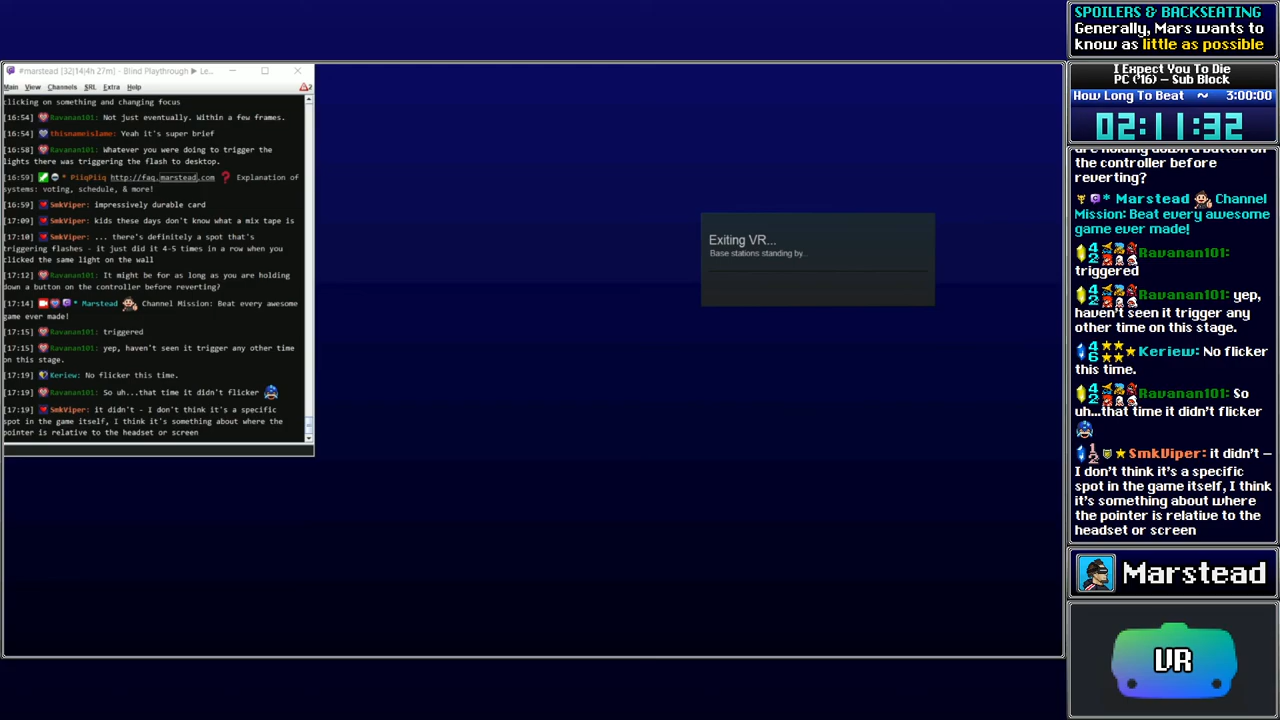 SPOILERS & BACKSEATING
Generally, Mars wants to
know as little as possible
I Expect You To Die
PC ('16) – Sub Block
How Long To Beat ~ 3:00:00
02:11:32
#marstead [32|14|4h 27m] - Blind Playthrough ► Le...
Main View Channels SRL Extra Help
2
clicking on something and changing focus
[16:54] Ravanan101: Not just eventually. Within a few frames.
[16:54] thisnameislame: Yeah it's super brief
[16:58] Ravanan101: Whatever you were doing to trigger the
lights there was triggering the flash to desktop.
[16:59] * PiiqPiiq http://faq.marstead.com ❓ Explanation of
systems: voting, schedule, & more!
[16:59] SmkViper: impressively durable card
[17:09] SmkViper: kids these days don't know what a mix tape is
[17:10] SmkViper: ... there's definitely a spot that's
triggering flashes - it just did it 4-5 times in a row when you
clicked the same light on the wall
[17:12] Ravanan101: It might be for as long as you are holding
down a button on the controller before reverting?
[17:14] * Marstead Channel Mission: Beat every awesome
game ever made!
[17:15] Ravanan101: triggered
[17:15] Ravanan101: yep, haven't seen it trigger any other time
on this stage.
[17:19] Keriew: No flicker this time.
[17:19] Ravanan101: So uh...that time it didn't flicker
[17:19] SmkViper: it didn't - I don't think it's a specific
spot in the game itself, I think it's something about where the
pointer is relative to the headset or screen
Exiting VR...
Base stations standing by...
are holding down a button on
the controller before
reverting?
* Marstead Channel
Mission: Beat every awesome
game ever made!
Ravanan101:
triggered
Ravanan101: yep,
haven't seen it trigger any
other time on this stage.
Keriew: No flicker
this time.
Ravanan101: So
uh...that time it didn't flicker
SmkViper: it didn't –
I don't think it's a specific
spot in the game itself, I think
it's something about where
the pointer is relative to the
headset or screen
Marstead
VR